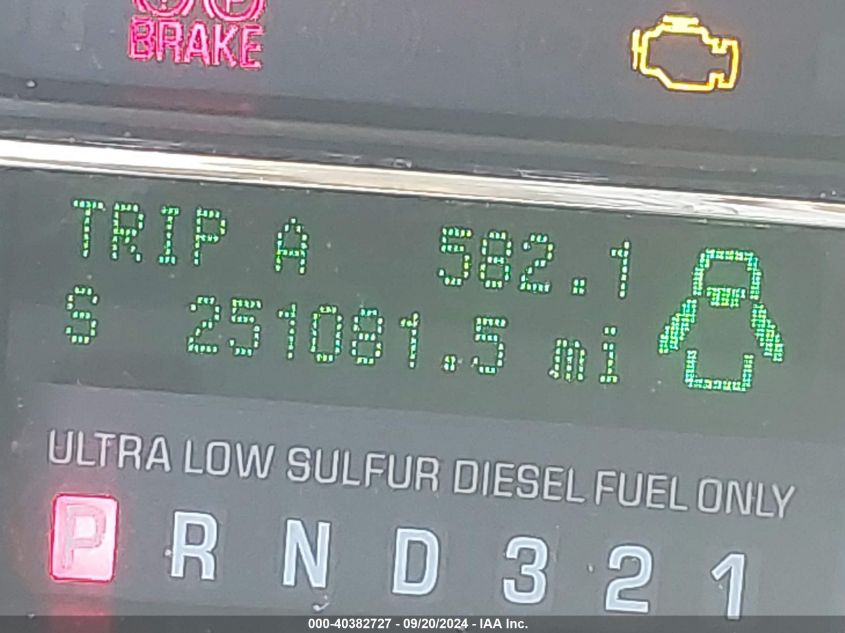 BRAKE
TRIP A 582.1
S 251081.5 mi
ULTRA LOW SULFUR DIESEL FUEL ONLY
P R N D 3 2 1
000-40382727 - 09/20/2024 - IAA Inc.